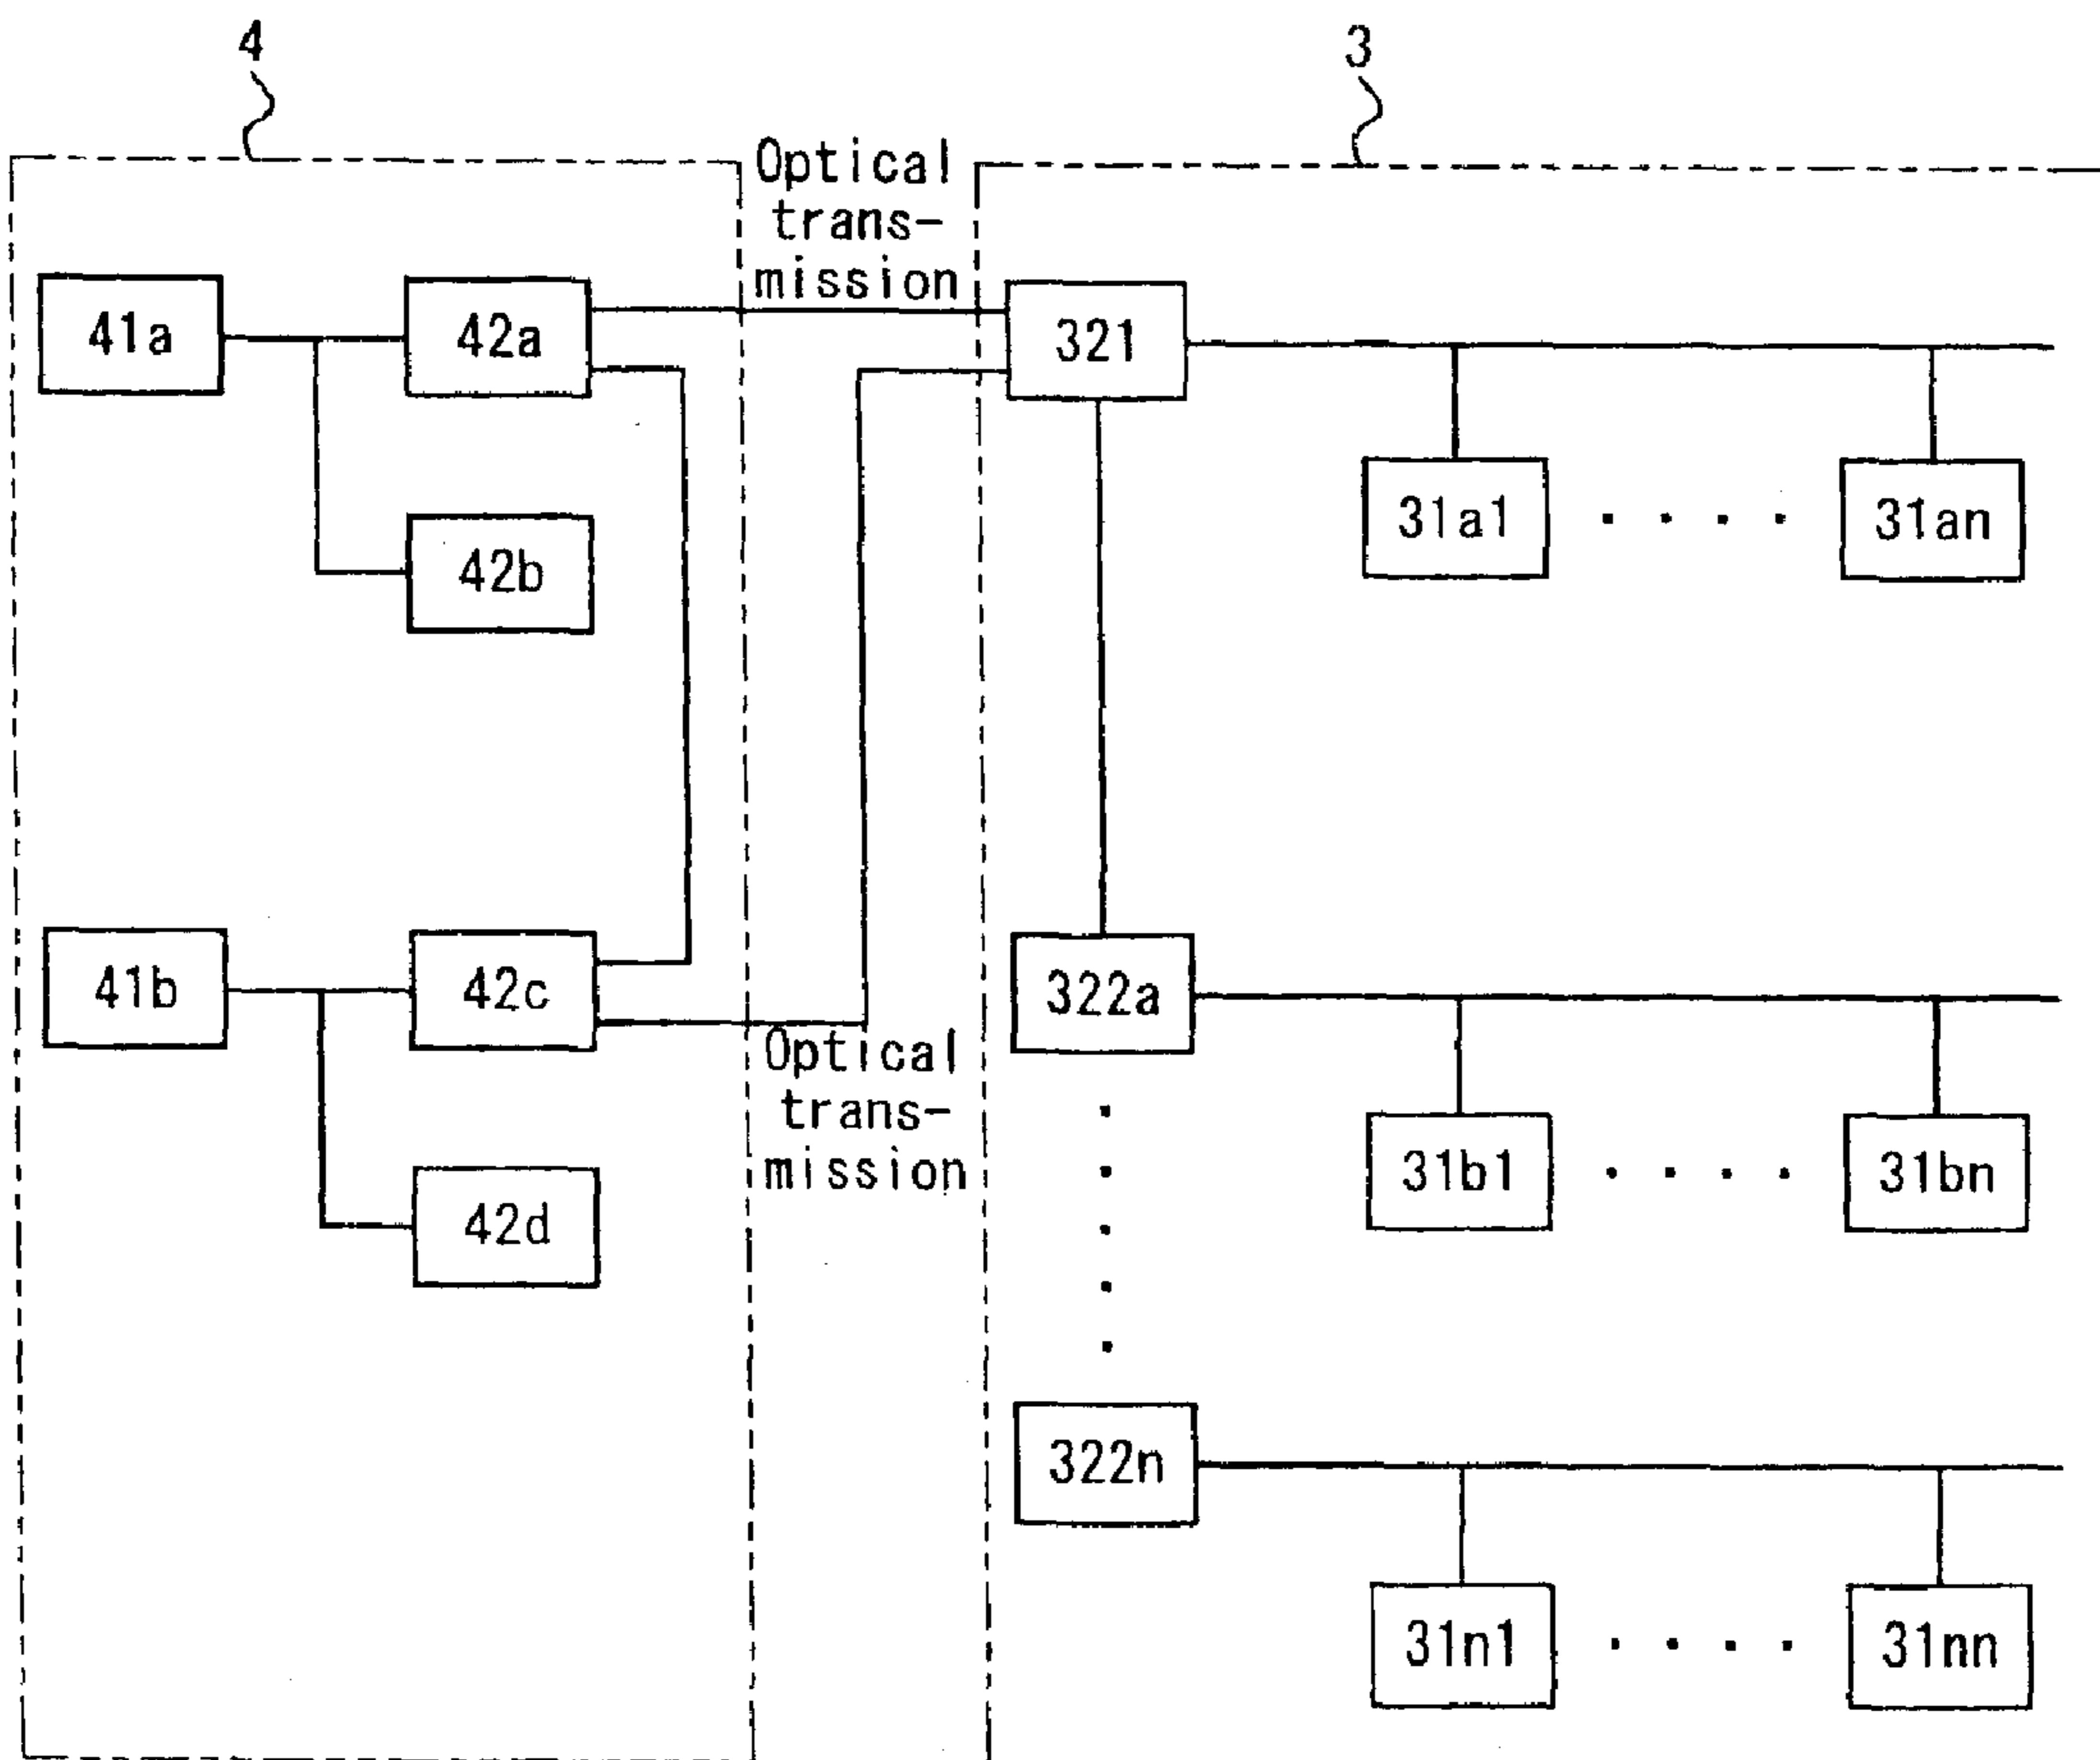 4
3
Optical
trans-
mission
41a
42a
321
42b
31a1
31an
41b
42c
322a
Optical
trans-
mission
42d
31b1
31bn
322n
31n1
31nn